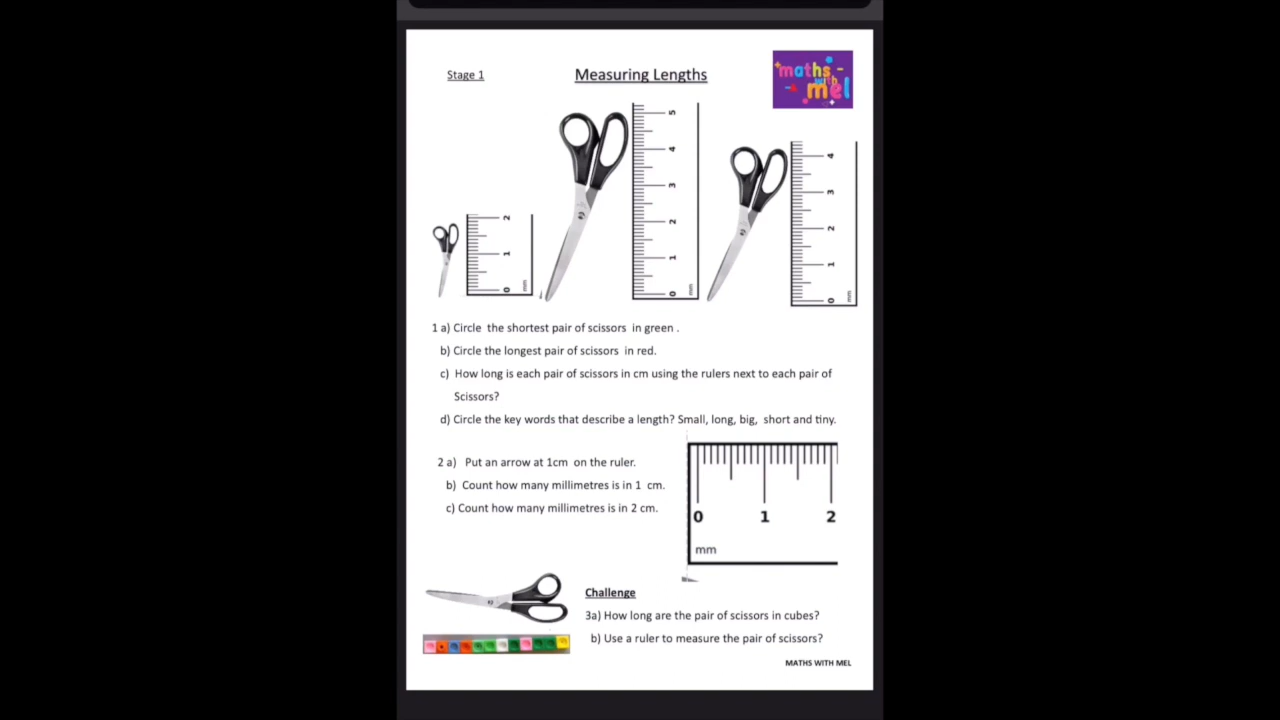 Stage 1
Measuring Lengths
maths with mel
2
1
0
mm
5
4
3
2
1
0
mm
4
3
2
1
0
mm
1 a) Circle the shortest pair of scissors in green .
b) Circle the longest pair of scissors in red.
c) How long is each pair of scissors in cm using the rulers next to each pair of
Scissors?
d) Circle the key words that describe a length? Small, long, big, short and tiny.
2 a) Put an arrow at 1cm on the ruler.
b) Count how many millimetres is in 1 cm.
c) Count how many millimetres is in 2 cm.
0 1 2
mm
Challenge
3a) How long are the pair of scissors in cubes?
b) Use a ruler to measure the pair of scissors?
MATHS WITH MEL